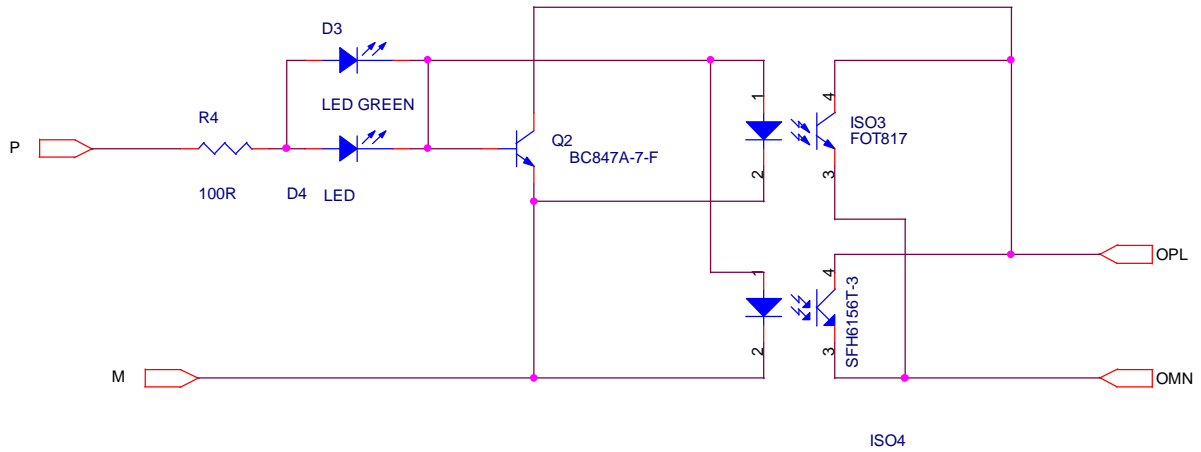 D3
LED GREEN
R4
100R
P
D4
LED
Q2
BC847A-7-F
1
2
4
3
ISO3
FOT817
OPL
1
2
4
3
SFH6156T-3
M
OMN
ISO4